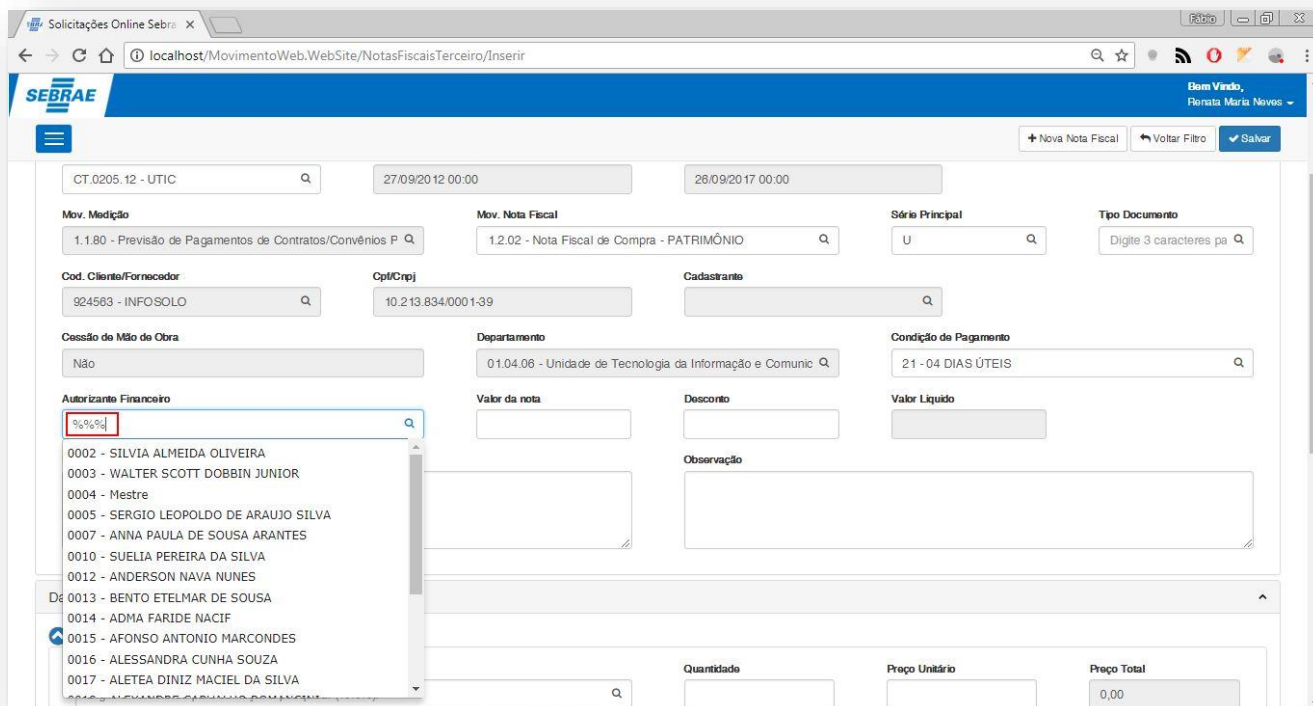 Solicitações Online Sebra
Fábio
localhost/MovimentoWeb.WebSite/NotasFiscaisTerceiro/Inserir
SEBRAE
Bem Vindo,
Renata Maria Neves
Nova Nota Fiscal
Voltar Filtro
Salvar
CT.0205.12 - UTIC
27/09/2012 00:00
26/09/2017 00:00
Mov. Medição
Mov. Nota Fiscal
Série Principal
Tipo Documento
1.1.80 - Previsão de Pagamentos de Contratos/Convênios P
1.2.02 - Nota Fiscal de Compra - PATRIMÔNIO
U
Digite 3 caracteres pa
Cod. Cliente/Fornecedor
Cpf/Cnpj
Cadastrante
924563 - INFOSOLO
10.213.834/0001-39
Cessão de Mão de Obra
Departamento
Condição de Pagamento
Não
01.04.06 - Unidade de Tecnologia da Informação e Comunic
21 - 04 DIAS ÚTEIS
Autorizante Financeiro
Valor da nota
Desconto
Valor Liquido
%%%
0002 - SILVIA ALMEIDA OLIVEIRA
Observação
0003 - WALTER SCOTT DOBBIN JUNIOR
0004 - Mestre
0005 - SERGIO LEOPOLDO DE ARAUJO SILVA
0007 - ANNA PAULA DE SOUSA ARANTES
0010 - SUELIA PEREIRA DA SILVA
0012 - ANDERSON NAVA NUNES
Da
0013 - BENTO ETELMAR DE SOUSA
0014 - ADMA FARIDE NACIF
0015 - AFONSO ANTONIO MARCONDES
0016 - ALESSANDRA CUNHA SOUZA
0017 - ALETEA DINIZ MACIEL DA SILVA
Quantidade
Preço Unitário
Preço Total
0,00